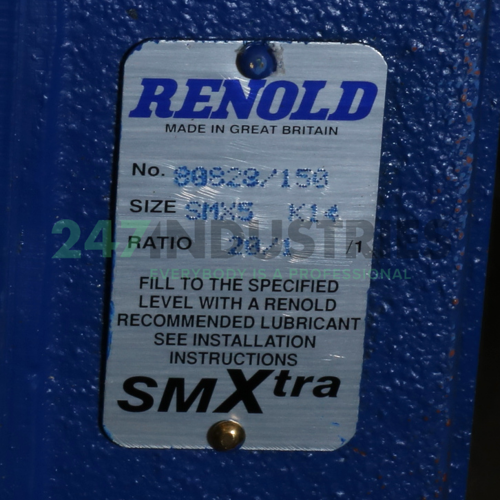 RENOLD
MADE IN GREAT BRITAIN
No. 80828/150
SIZE SMX5 K14
RATIO 20/1 /1
247INDUSTRIES
EVERYBODY IS A PROFESSIONAL
FILL TO THE SPECIFIED
LEVEL WITH A RENOLD
RECOMMENDED LUBRICANT
SEE INSTALLATION
INSTRUCTIONS
SMXtra